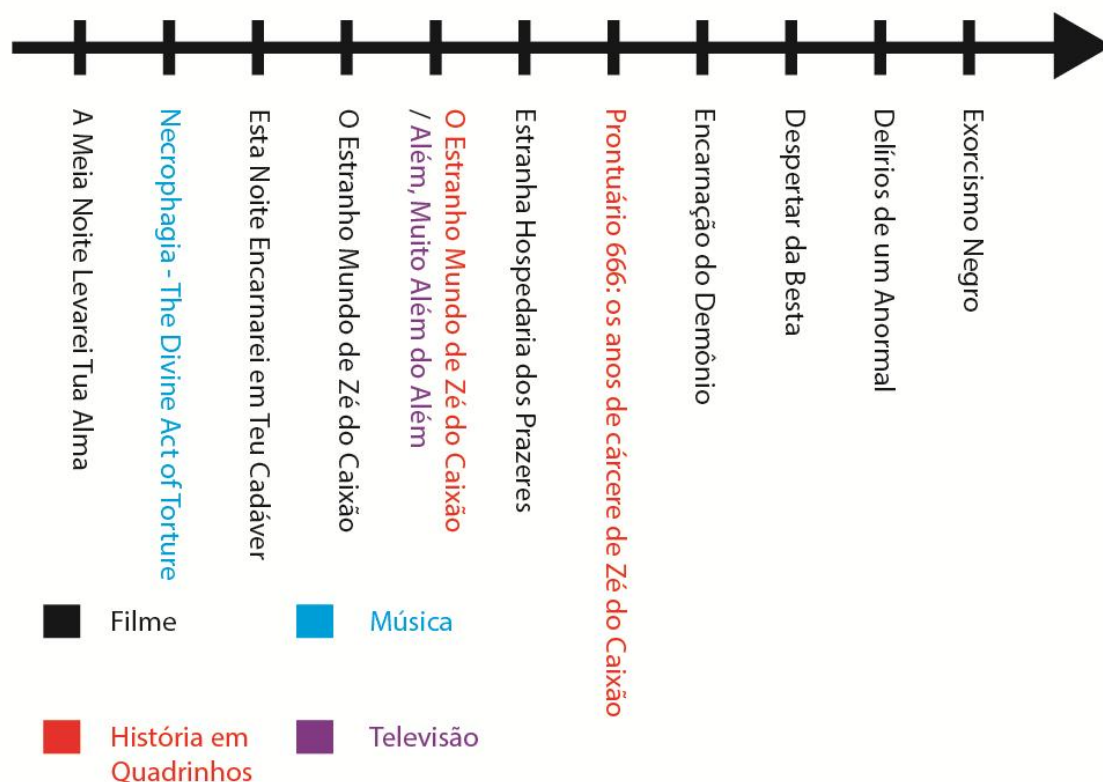 A Meia Noite Levarei Tua Alma
Necrophagia - The Divine Act of Torture
Esta Noite Encarnarei em Teu Cadáver
O Estranho Mundo de Zé do Caixão
O Estranho Mundo de Zé do Caixão
/ Além, Muito Além do Além
Estranha Hospedaria dos Prazeres
Prontuário 666: os anos de cárcere de Zé do Caixão
Encarnação do Demônio
Despertar da Besta
Delírios de um Anormal
Exorcismo Negro
Filme
Música
História em
Quadrinhos
Televisão